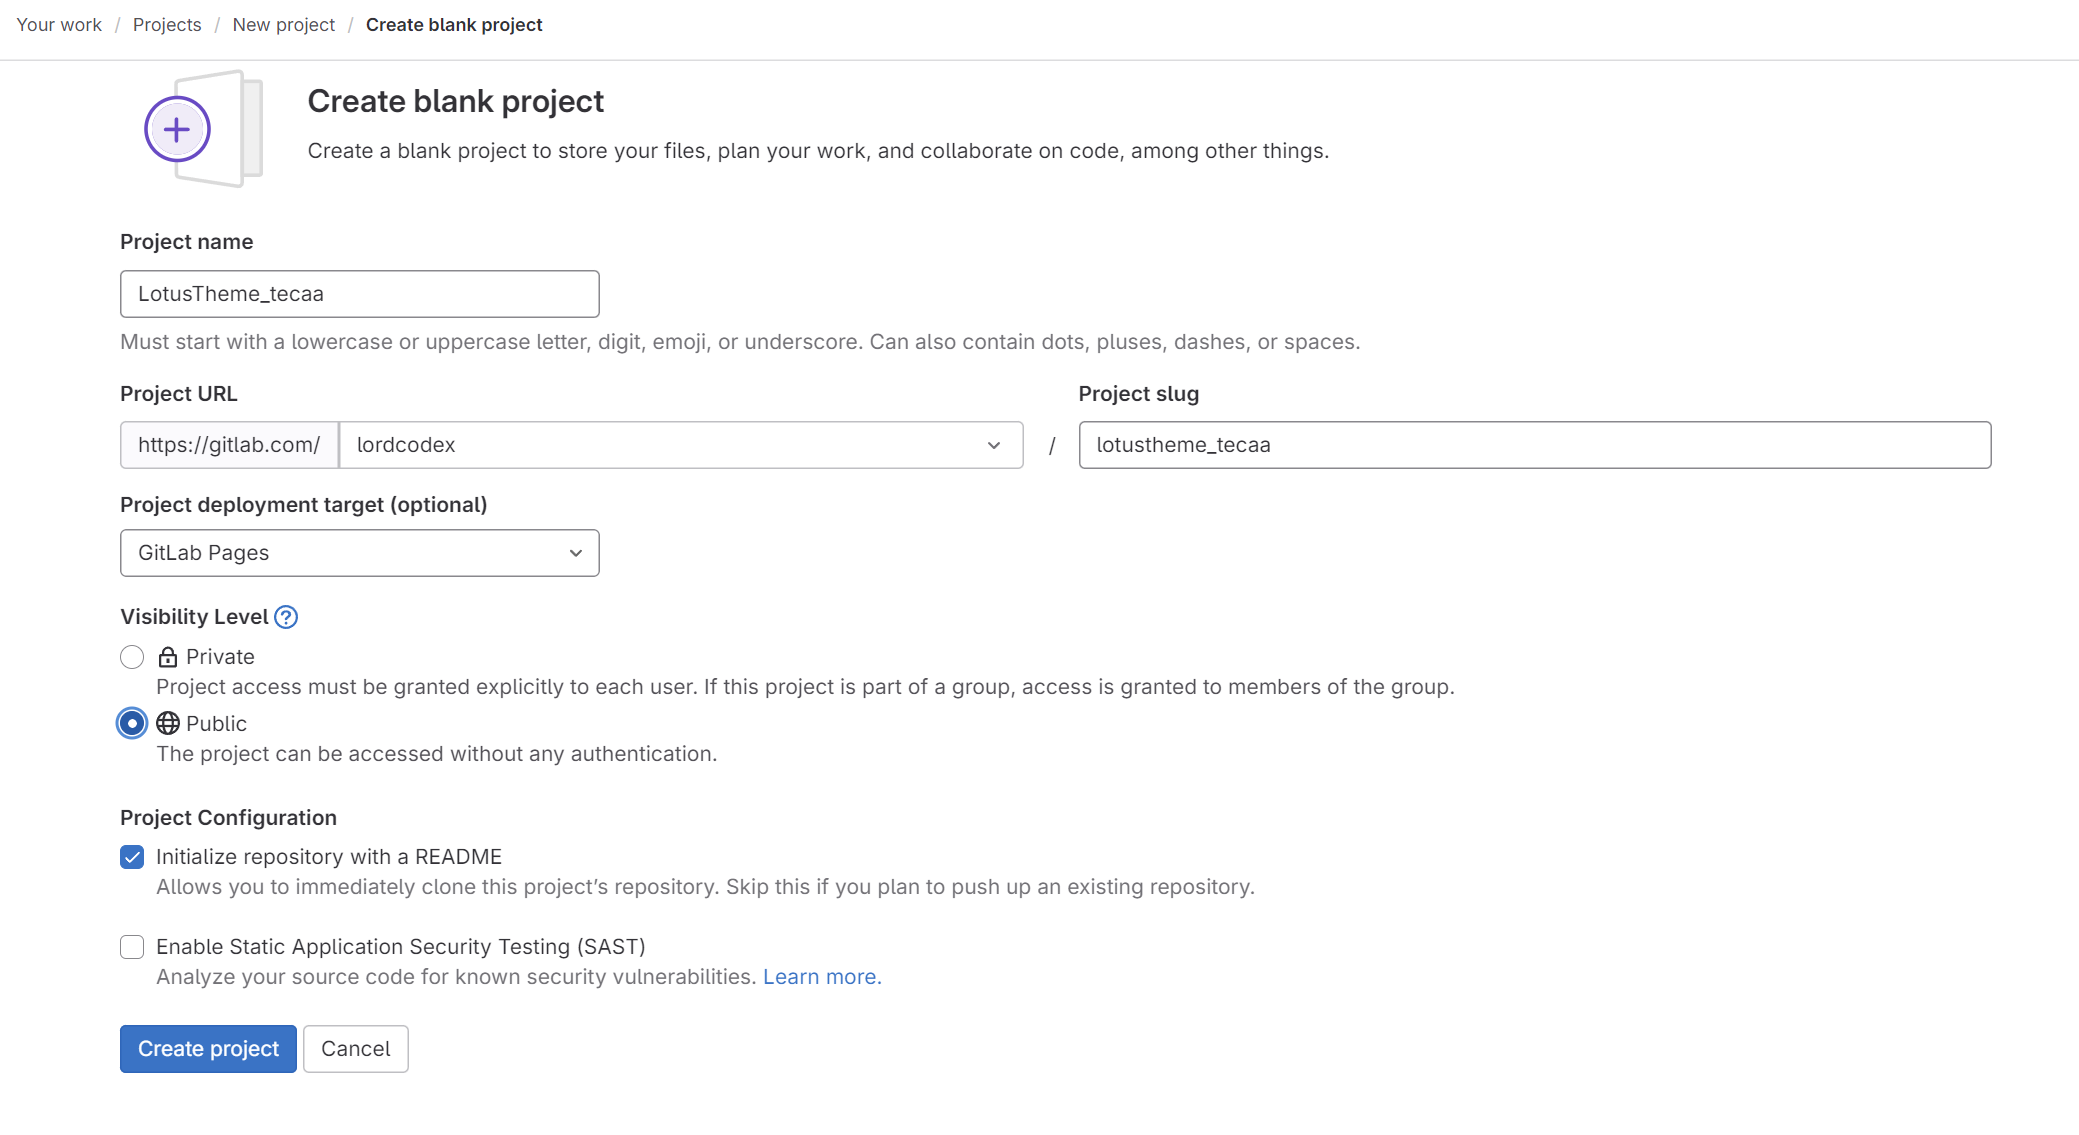 Your work / Projects / New project / Create blank project
Create blank project
Create a blank project to store your files, plan your work, and collaborate on code, among other things.
Project name
LotusTheme_tecaa
Must start with a lowercase or uppercase letter, digit, emoji, or underscore. Can also contain dots, pluses, dashes, or spaces.
Project URL
Project slug
https://gitlab.com/ lordcodex / lotustheme_tecaa
Project deployment target (optional)
GitLab Pages
Visibility Level ?
Private
Project access must be granted explicitly to each user. If this project is part of a group, access is granted to members of the group.
Public
The project can be accessed without any authentication.
Project Configuration
Initialize repository with a README
Allows you to immediately clone this project’s repository. Skip this if you plan to push up an existing repository.
Enable Static Application Security Testing (SAST)
Analyze your source code for known security vulnerabilities. Learn more.
Create project Cancel